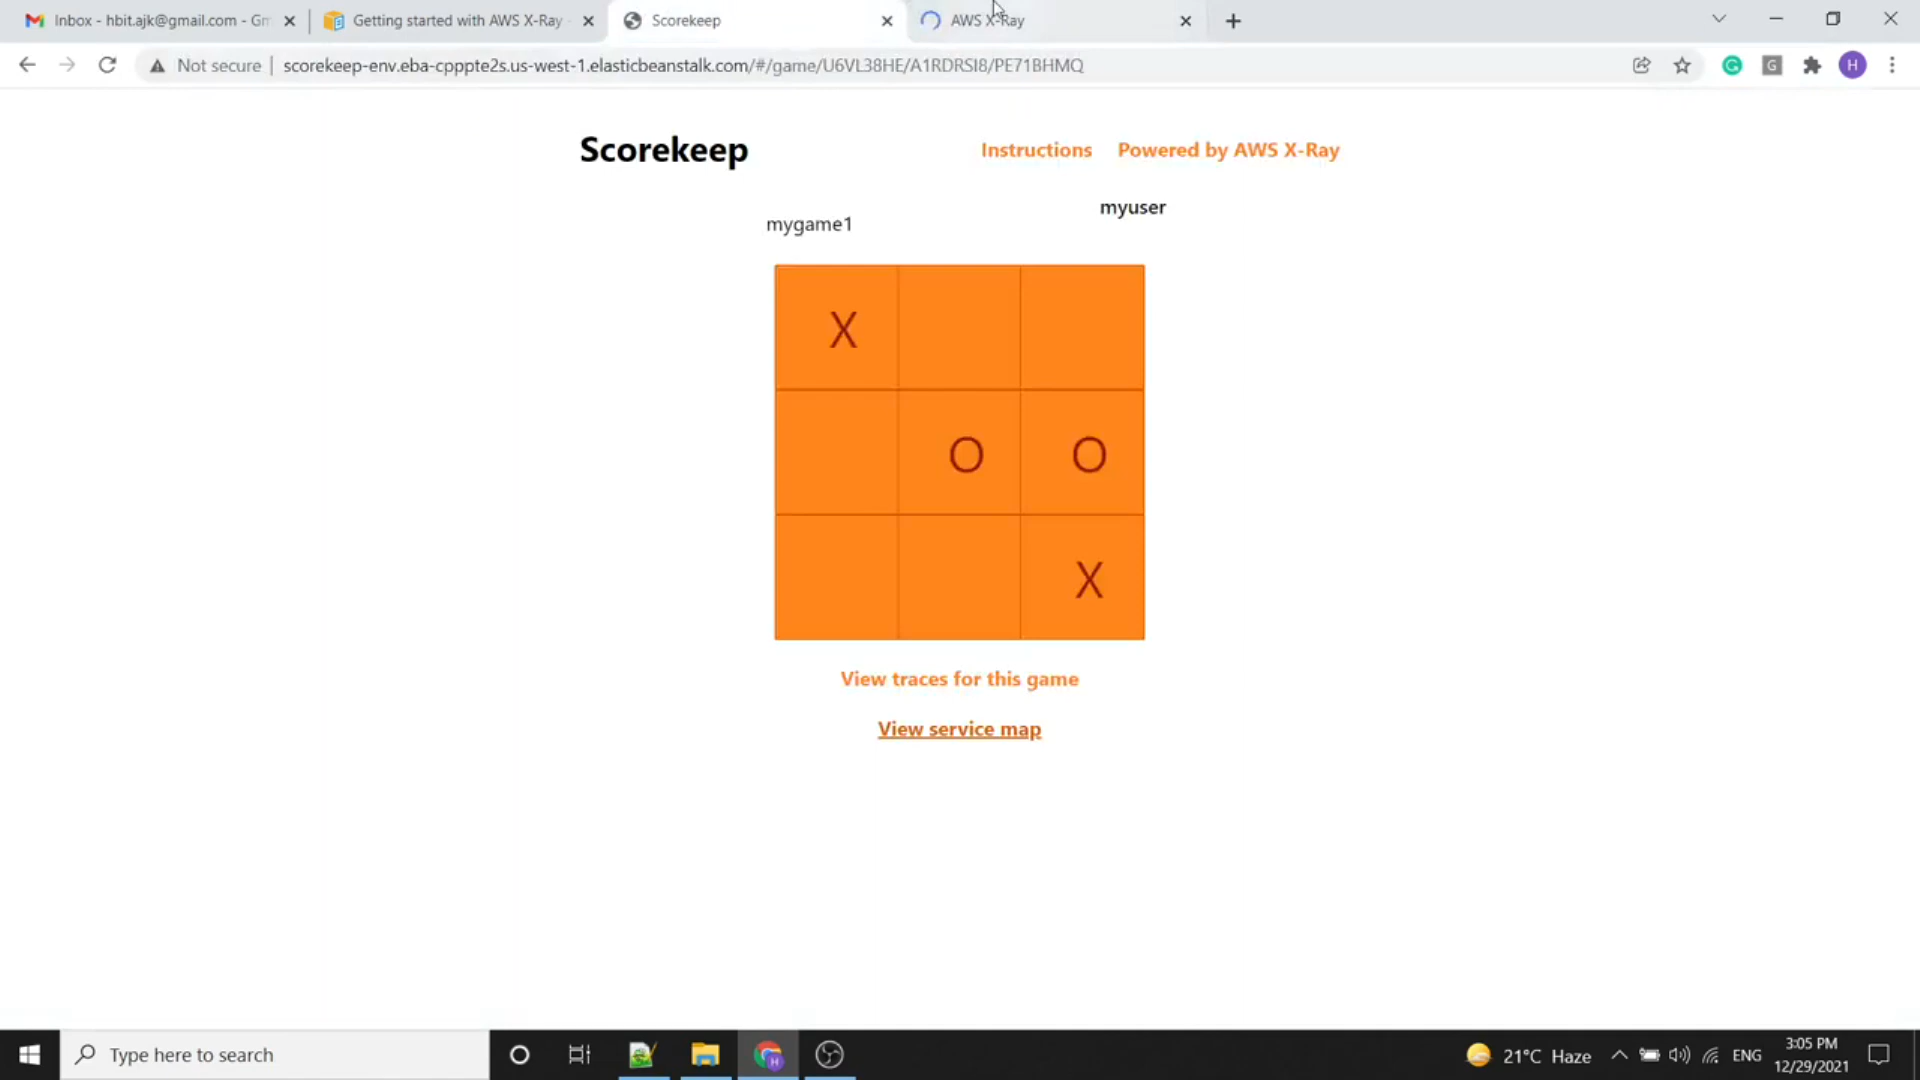 Inbox - hbit.ajk@gmail.com - Gm
Getting started with AWS X-Ray
Scorekeep
AWS X-Ray
Not secure
scorekeep-env.eba-cpppte2s.us-west-1.elasticbeanstalk.com/#/game/U6VL38HE/A1RDRSI8/PE71BHMQ
G
H
Scorekeep
Instructions
Powered by AWS X-Ray
myuser
mygame1
X
O
O
X
View traces for this game
View service map
Type here to search
H
21°C Haze
ENG
3:05 PM
12/29/2021